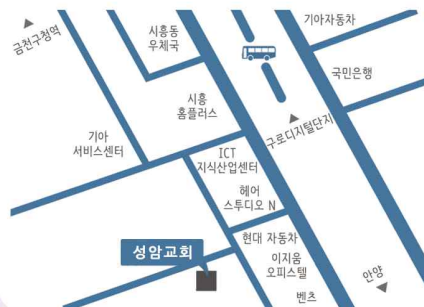 금천구청역
시흥동
우체국
기아자동차
국민은행
시흥
홈플러스
구로디지털단지
기아
서비스센터
ICT
지식산업센터
헤어
스투디오 N
성암교회
현대 자동차
이지움
오피스텔
안양
벤츠